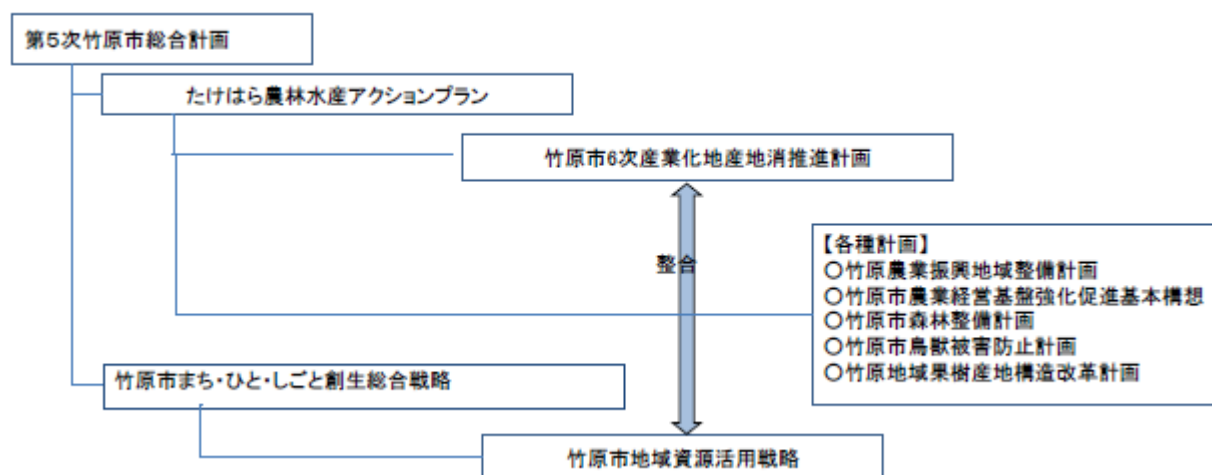 第5次竹原市総合計画
たけはら農林水産アクションプラン
竹原市6次産業化地産地消推進計画
整合
【各種計画】
〇竹原農業振興地域整備計画
〇竹原市農業経営基盤強化促進基本構想
〇竹原市森林整備計画
〇竹原市鳥獣被害防止計画
〇竹原地域果樹産地構造改革計画
竹原市まち・ひと・しごと創生総合戦略
竹原市地域資源活用戦略